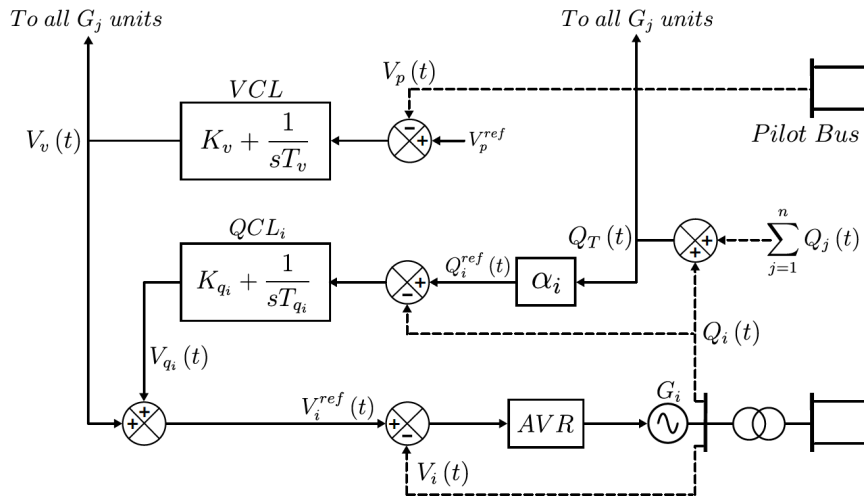 To all G_j units
To all G_j units
V_p (t)
VCL
K_v + 1/(sT_v)
V_v (t)
− +
V_p^{ref}
Pilot Bus
QCL_i
K_{q_i} + 1/(sT_{q_i})
Q_i^{ref} (t)
α_i
Q_T (t)
+ +
\sum_{j=1}^{n} Q_j (t)
+ −
V_{q_i} (t)
Q_i (t)
+ +
V_i^{ref} (t)
+ −
AVR
G_i
V_i (t)